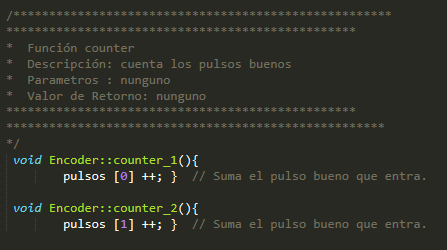 /***************************************************
***********************************************
*  Función counter
*  Descripción: cuenta los pulsos buenos
*  Parametros : nunguno
*  Valor de Retorno: nunguno
***********************************************
***************************************************
*/
void Encoder::counter_1(){
pulsos [0] ++; }  // Suma el pulso bueno que entra.
void Encoder::counter_2(){
pulsos [1] ++; }  // Suma el pulso bueno que entra.